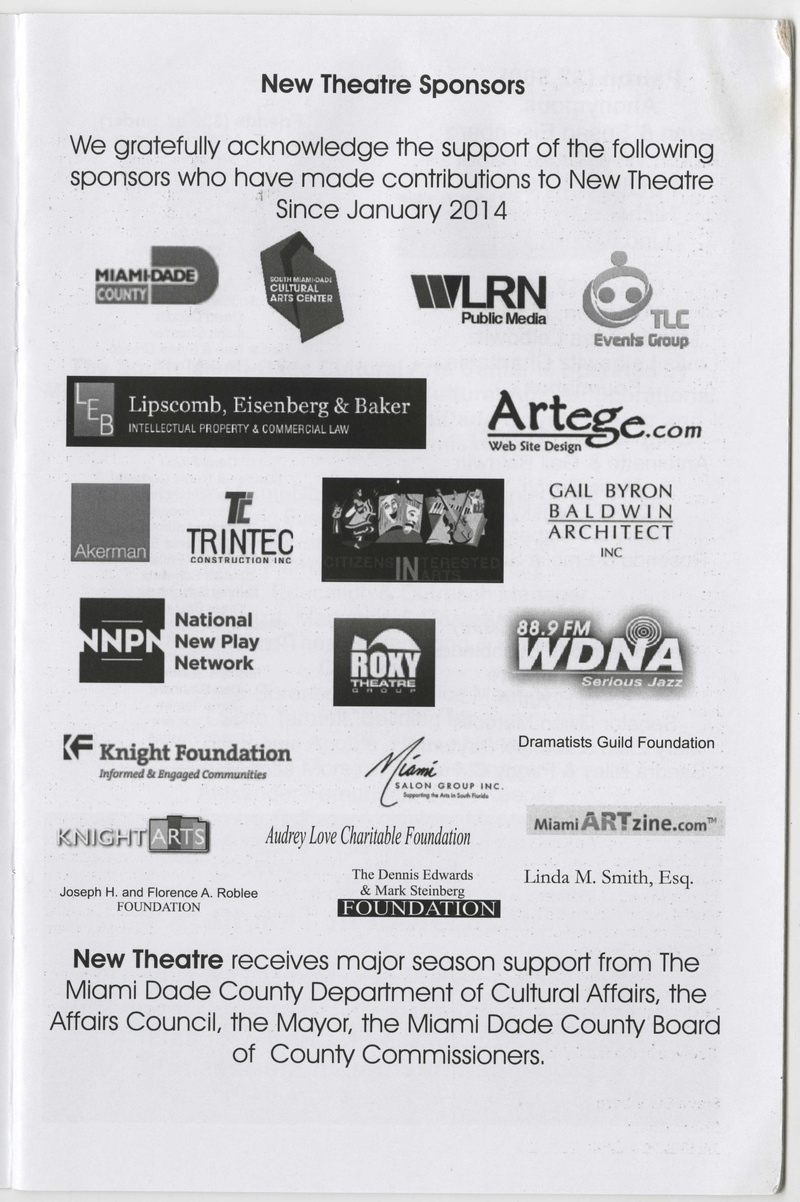 New Theatre Sponsors
We gratefully acknowledge the support of the following
sponsors who have made contributions to New Theatre
Since January 2014
MIAMI-DADE
COUNTY
SOUTH MIAMI-DADE
CULTURAL
ARTS CENTER
WLRN
Public Media
TLC
Events Group
LEB
Lipscomb, Eisenberg & Baker
INTELLECTUAL PROPERTY & COMMERCIAL LAW
Artege.com
Web Site Design
Akerman
TC
TRINTEC
CONSTRUCTION INC
CITIZENS INTERESTED
IN ARTS
GAIL BYRON
BALDWIN
ARCHITECT
INC
NNPN
National
New Play
Network
ROXY
THEATRE
GROUP
88.9 FM
WDNA
Serious Jazz
KF Knight Foundation
Informed & Engaged Communities
Miami
SALON GROUP INC.
Supporting the Arts in South Florida
Dramatists Guild Foundation
KNIGHT ARTS
Audrey Love Charitable Foundation
Miami ARTzine.com™
Joseph H. and Florence A. Roblee
FOUNDATION
The Dennis Edwards
& Mark Steinberg
FOUNDATION
Linda M. Smith, Esq.
New Theatre receives major season support from The
Miami Dade County Department of Cultural Affairs, the
Affairs Council, the Mayor, the Miami Dade County Board
of County Commissioners.